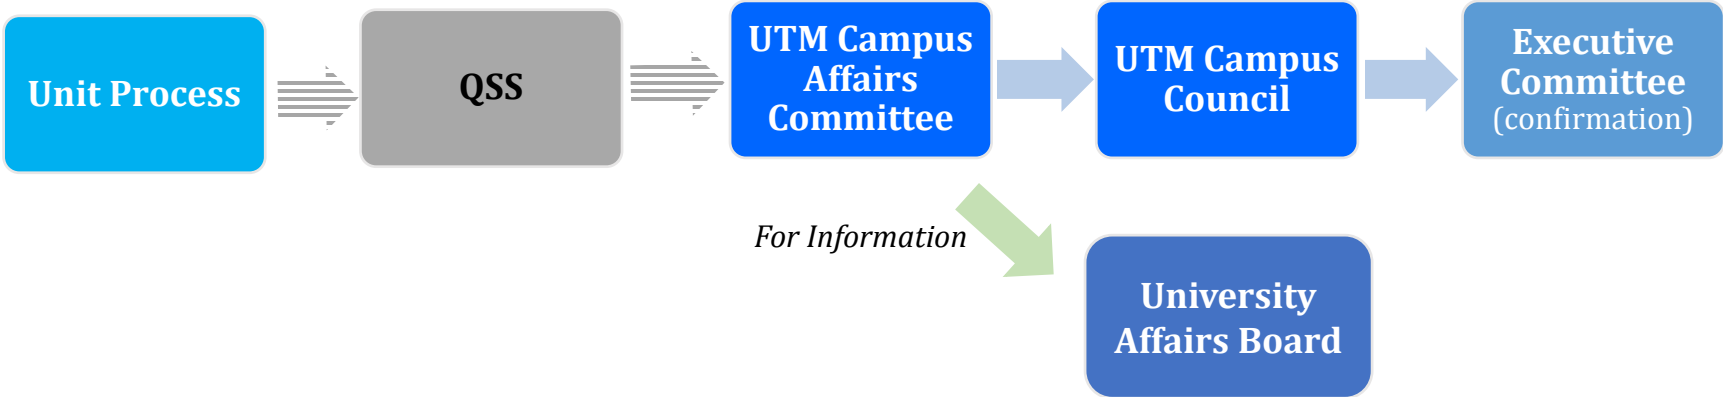 Unit Process
QSS
UTM Campus
Affairs
Committee
UTM Campus
Council
Executive
Committee
(confirmation)
For Information
University
Affairs Board